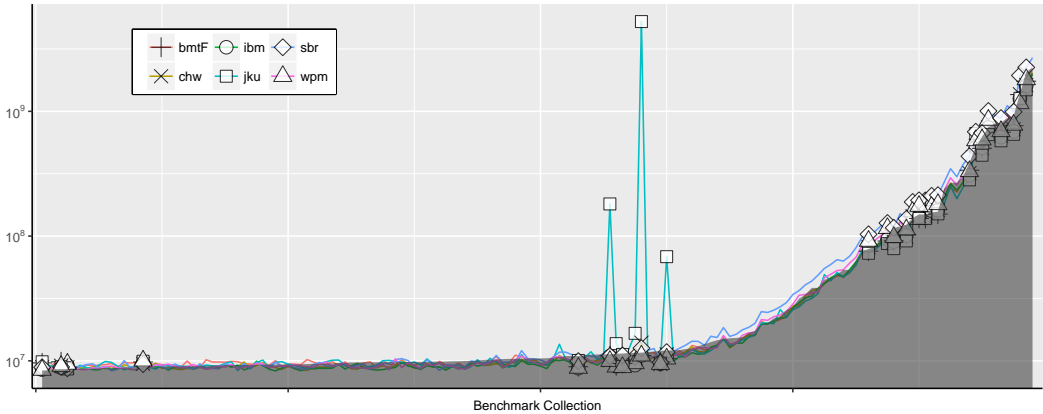 bmtF ibm sbr
chw jku wpm
10⁹
10⁸
10⁷
Benchmark Collection